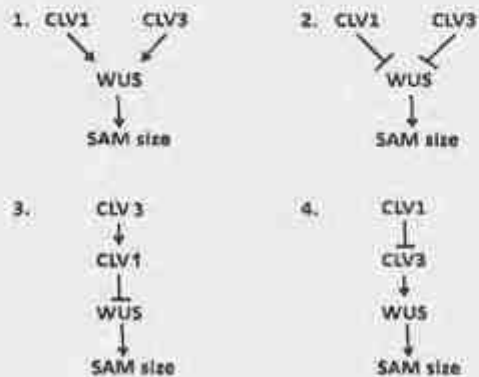 1. CLV1 CLV3
WUS
SAM size
2. CLV1 CLV3
WUS
SAM size
3. CLV3
CLV1
WUS
SAM size
4. CLV1
CLV3
WUS
SAM size